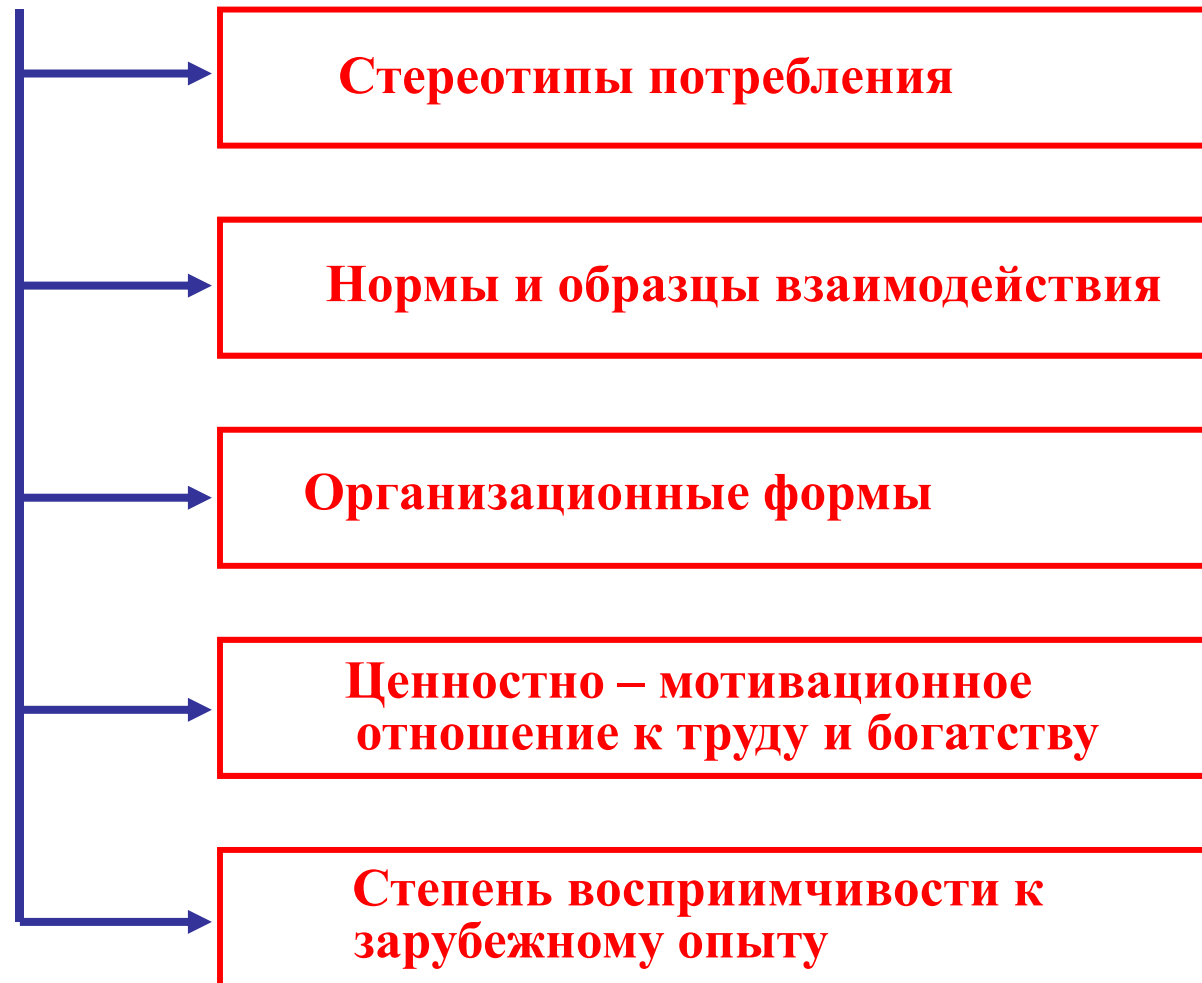 Стереотипы потребления
Нормы и образцы взаимодействия
Организационные формы
Ценностно – мотивационное
отношение к труду и богатству
Степень восприимчивости к
зарубежному опыту